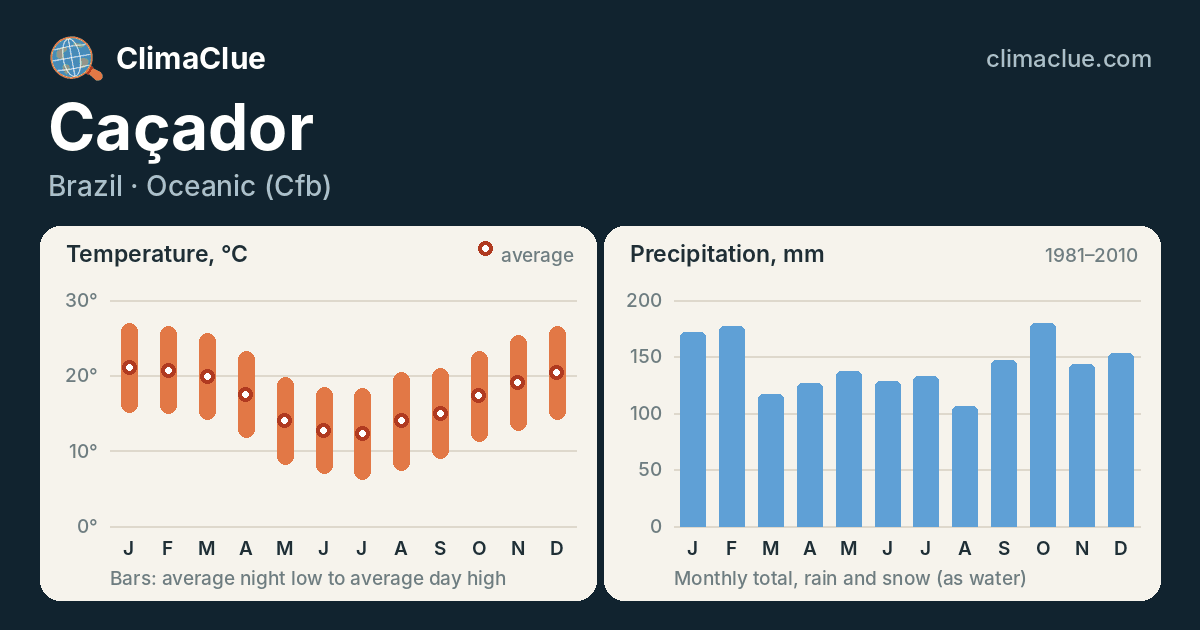 ClimaClue
climaclue.com
Caçador
Brazil · Oceanic (Cfb)
Temperature, °C
average
30°
20°
10°
0°
J F M A M J J A S O N D
Bars: average night low to average day high
Precipitation, mm
1981–2010
200
150
100
50
0
J F M A M J J A S O N D
Monthly total, rain and snow (as water)